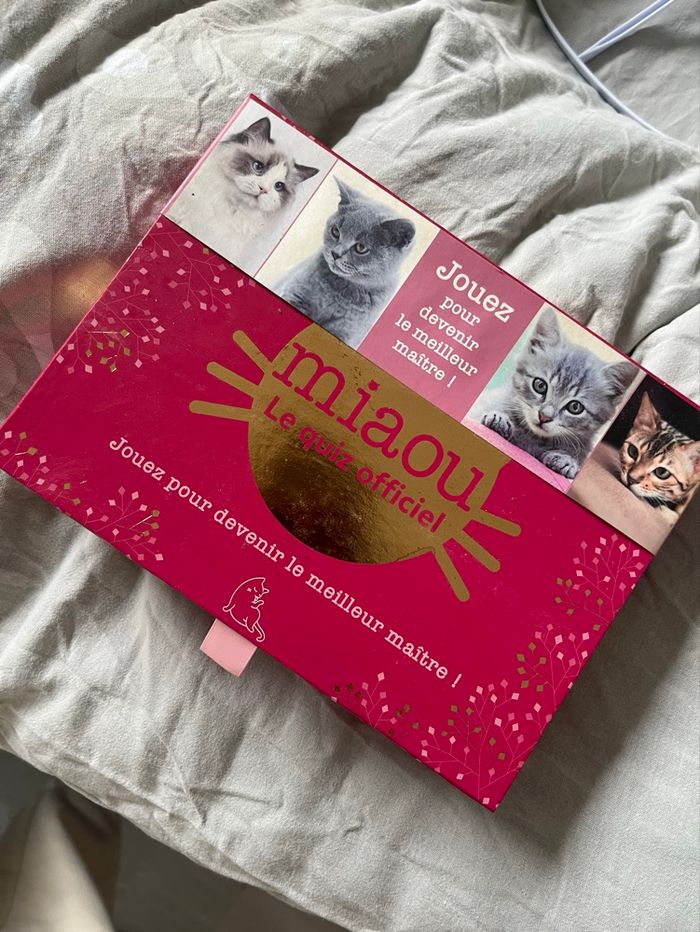 Jouez
pour
devenir
le meilleur
maître !
miaou
Le quiz officiel
Jouez pour devenir le meilleur maître !